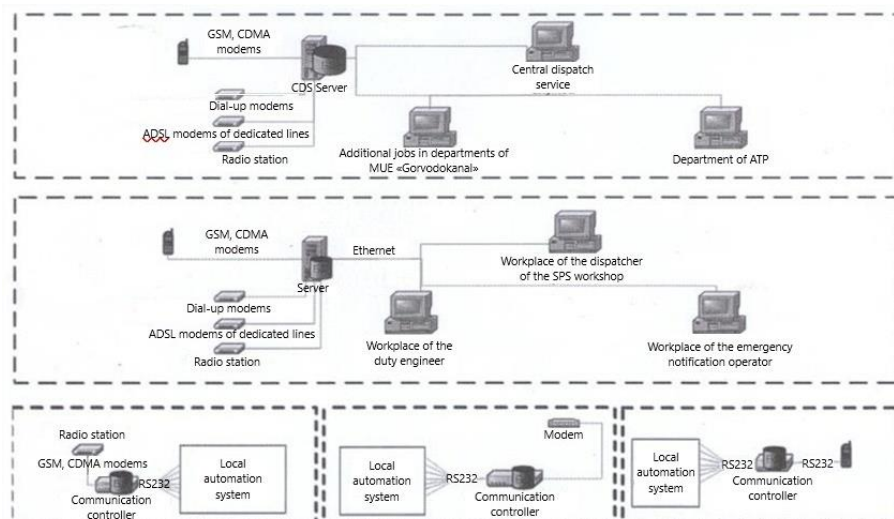 GSM, CDMA
modems
CDS Server
Central dispatch
service
Dial-up modems
ADSL modems of dedicated lines
Radio station
Additional jobs in departments of
MUE «Gorvodokanal»
Department of ATP
GSM, CDMA
modems
Ethernet
Server
Workplace of the dispatcher
of the SPS workshop
Dial-up modems
ADSL modems of dedicated lines
Radio station
Workplace of the
duty engineer
Workplace of the emergency
notification operator
Radio station
GSM, CDMA modems
RS232
Communication
controller
Local
automation
system
Local
automation
system
RS232
Modem
Communication
controller
Local
automation
system
RS232
RS232
Communication
controller